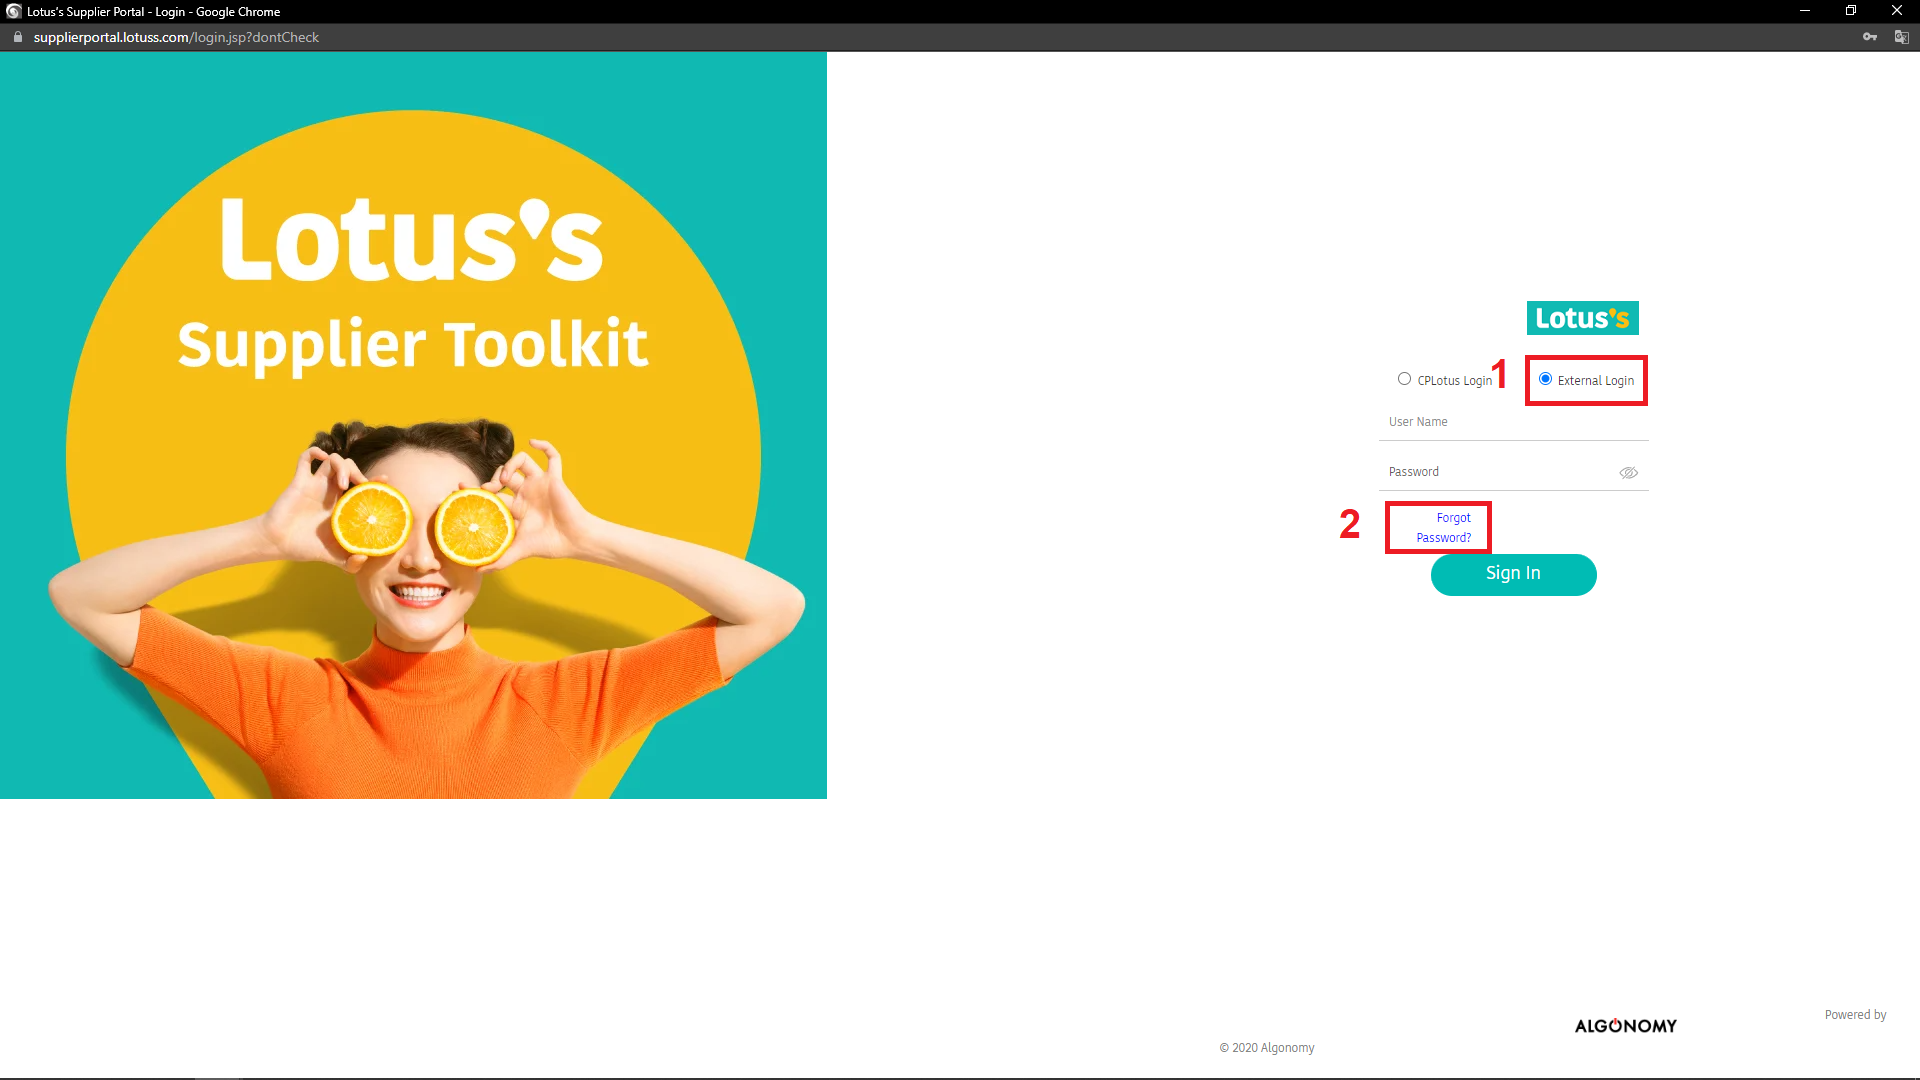 Lotus's Supplier Portal - Login - Google Chrome
supplierportal.lotuss.com/login.jsp?dontCheck
Lotus's
Supplier Toolkit
Lotus's
CPLotus Login
1
External Login
User Name
Password
2
Forgot
Password?
Sign In
Powered by
ALGONOMY
© 2020 Algonomy